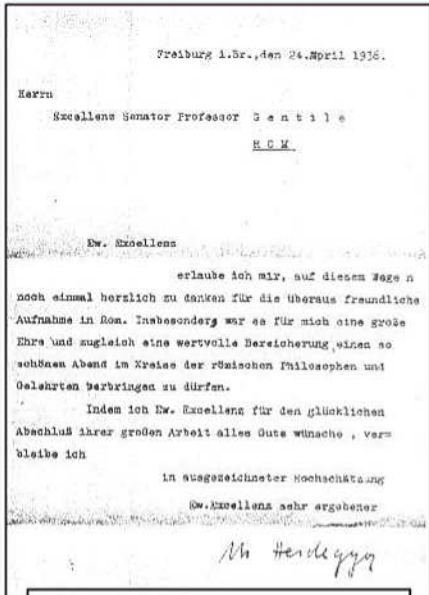 Freiburg i.Br.,den 24.April 1936.
Herrn
Excellenz Senator Professor G e n t i l e
R O M
Ew. Excellenz
erlaube ich mir, auf diesem Wege n
noch einmal herzlich zu danken für die überaus freundliche
Aufnahme in Rom. Insbesonders war es für mich eine große
Ehre und zugleich eine wertvolle Bereicherung,einen so
schönen Abend im Kreise der römischen Philosophen und
Gelehrten verbringen zu dürfen.
Indem ich Ew. Excellenz für den glücklichen
Abschluß ihrer großen Arbeit alles Gute wünsche , ver=
bleibe ich
in ausgezeichneter Hochschätzung
Ew.Excellenz sehr ergebener
M Heidegger